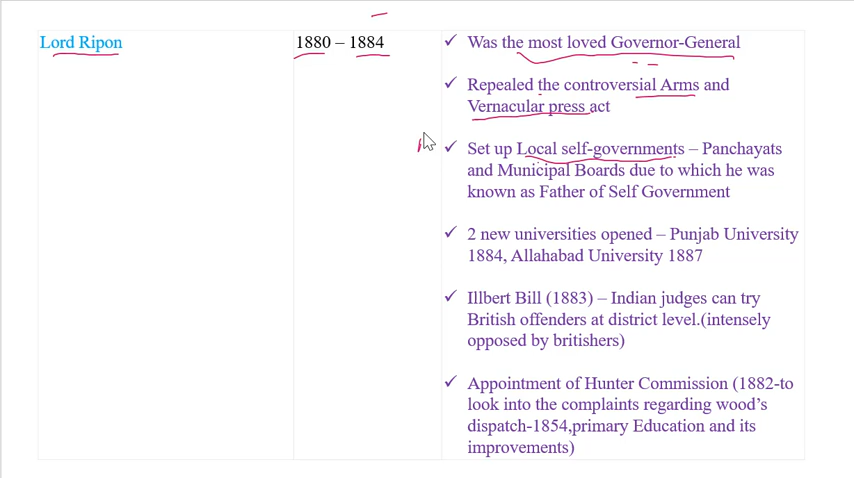 Lord Ripon
1880 – 1884
✓ Was the most loved Governor-General
✓ Repealed the controversial Arms and
Vernacular press act
✓ Set up Local self-governments – Panchayats
and Municipal Boards due to which he was
known as Father of Self Government
✓ 2 new universities opened – Punjab University
1884, Allahabad University 1887
✓ Illbert Bill (1883) – Indian judges can try
British offenders at district level.(intensely
opposed by britishers)
✓ Appointment of Hunter Commission (1882-to
look into the complaints regarding wood’s
dispatch-1854,primary Education and its
improvements)